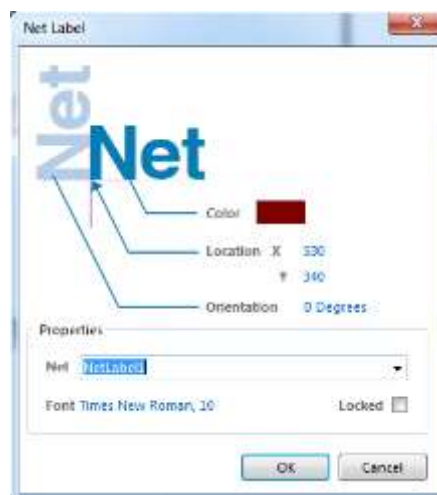 Net Label
Net
Net
Color
Location X 530
Y 340
Orientation 0 Degrees
Properties
Net NetLabel1
Font Times New Roman, 10 Locked
OK Cancel